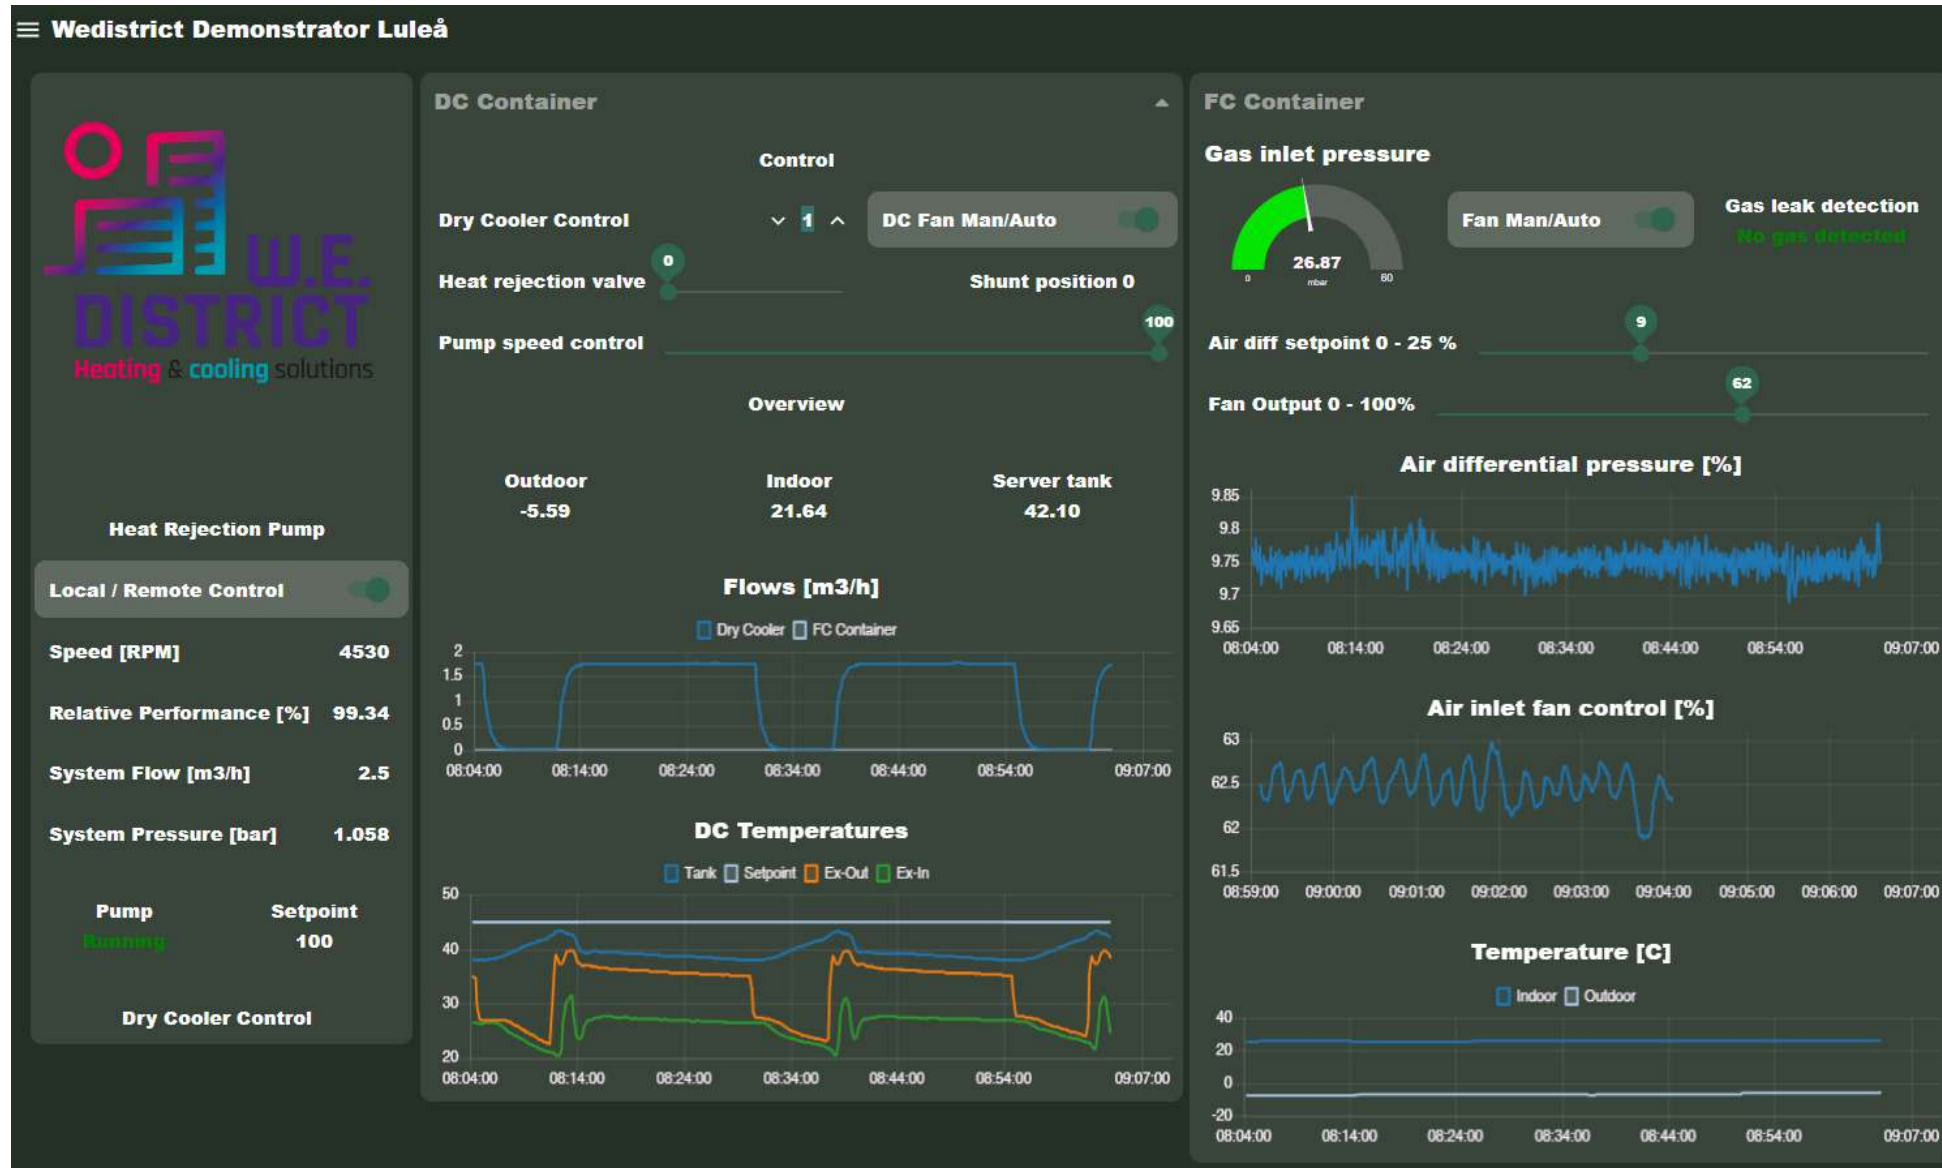 Wedistrict Demonstrator Luleå
W.E.
DISTRICT
Heating & cooling solutions
Heat Rejection Pump
Local / Remote Control
Speed [RPM] 4530
Relative Performance [%] 99.34
System Flow [m3/h] 2.5
System Pressure [bar] 1.058
Pump Setpoint
Running 100
Dry Cooler Control
DC Container
Control
Dry Cooler Control 1 DC Fan Man/Auto
0
Heat rejection valve Shunt position 0
100
Pump speed control
Overview
Outdoor Indoor Server tank
-5.59 21.64 42.10
Flows [m3/h]
Dry Cooler FC Container
2
1.5
1
0.5
0
08:04:00 08:14:00 08:24:00 08:34:00 08:44:00 08:54:00 09:07:00
DC Temperatures
Tank Setpoint Ex-Out Ex-In
50
40
30
20
08:04:00 08:14:00 08:24:00 08:34:00 08:44:00 08:54:00 09:07:00
FC Container
Gas inlet pressure
26.87
0 mbar 60
Fan Man/Auto
Gas leak detection
No gas detected
9
Air diff setpoint 0 - 25 %
62
Fan Output 0 - 100%
Air differential pressure [%]
9.85
9.8
9.75
9.7
9.65
08:04:00 08:14:00 08:24:00 08:34:00 08:44:00 08:54:00 09:07:00
Air inlet fan control [%]
63
62.5
62
61.5
08:59:00 09:00:00 09:01:00 09:02:00 09:03:00 09:04:00 09:05:00 09:06:00 09:07:00
Temperature [C]
Indoor Outdoor
40
20
0
-20
08:04:00 08:14:00 08:24:00 08:34:00 08:44:00 08:54:00 09:07:00